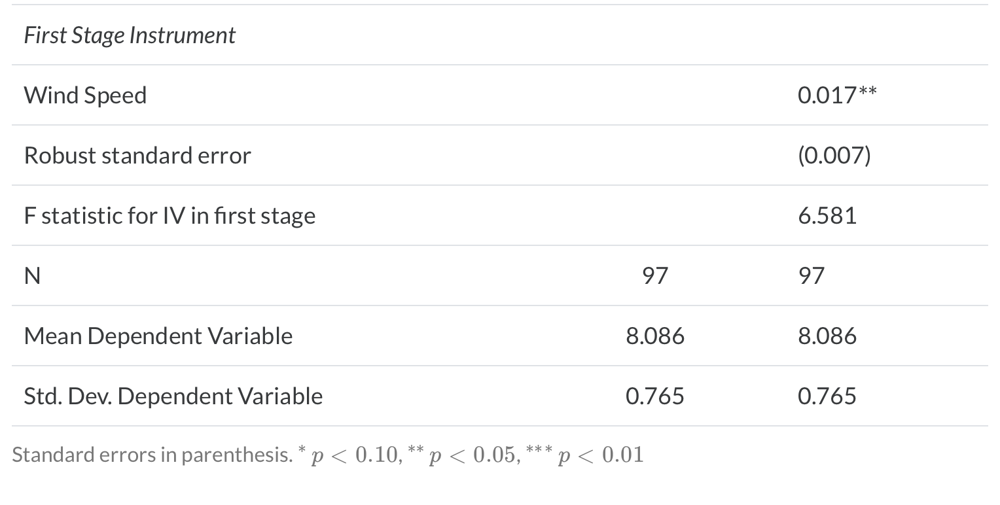 First Stage Instrument
Wind Speed 0.017**
Robust standard error (0.007)
F statistic for IV in first stage 6.581
N 97 97
Mean Dependent Variable 8.086 8.086
Std. Dev. Dependent Variable 0.765 0.765
Standard errors in parenthesis. * p < 0.10, ** p < 0.05, *** p < 0.01